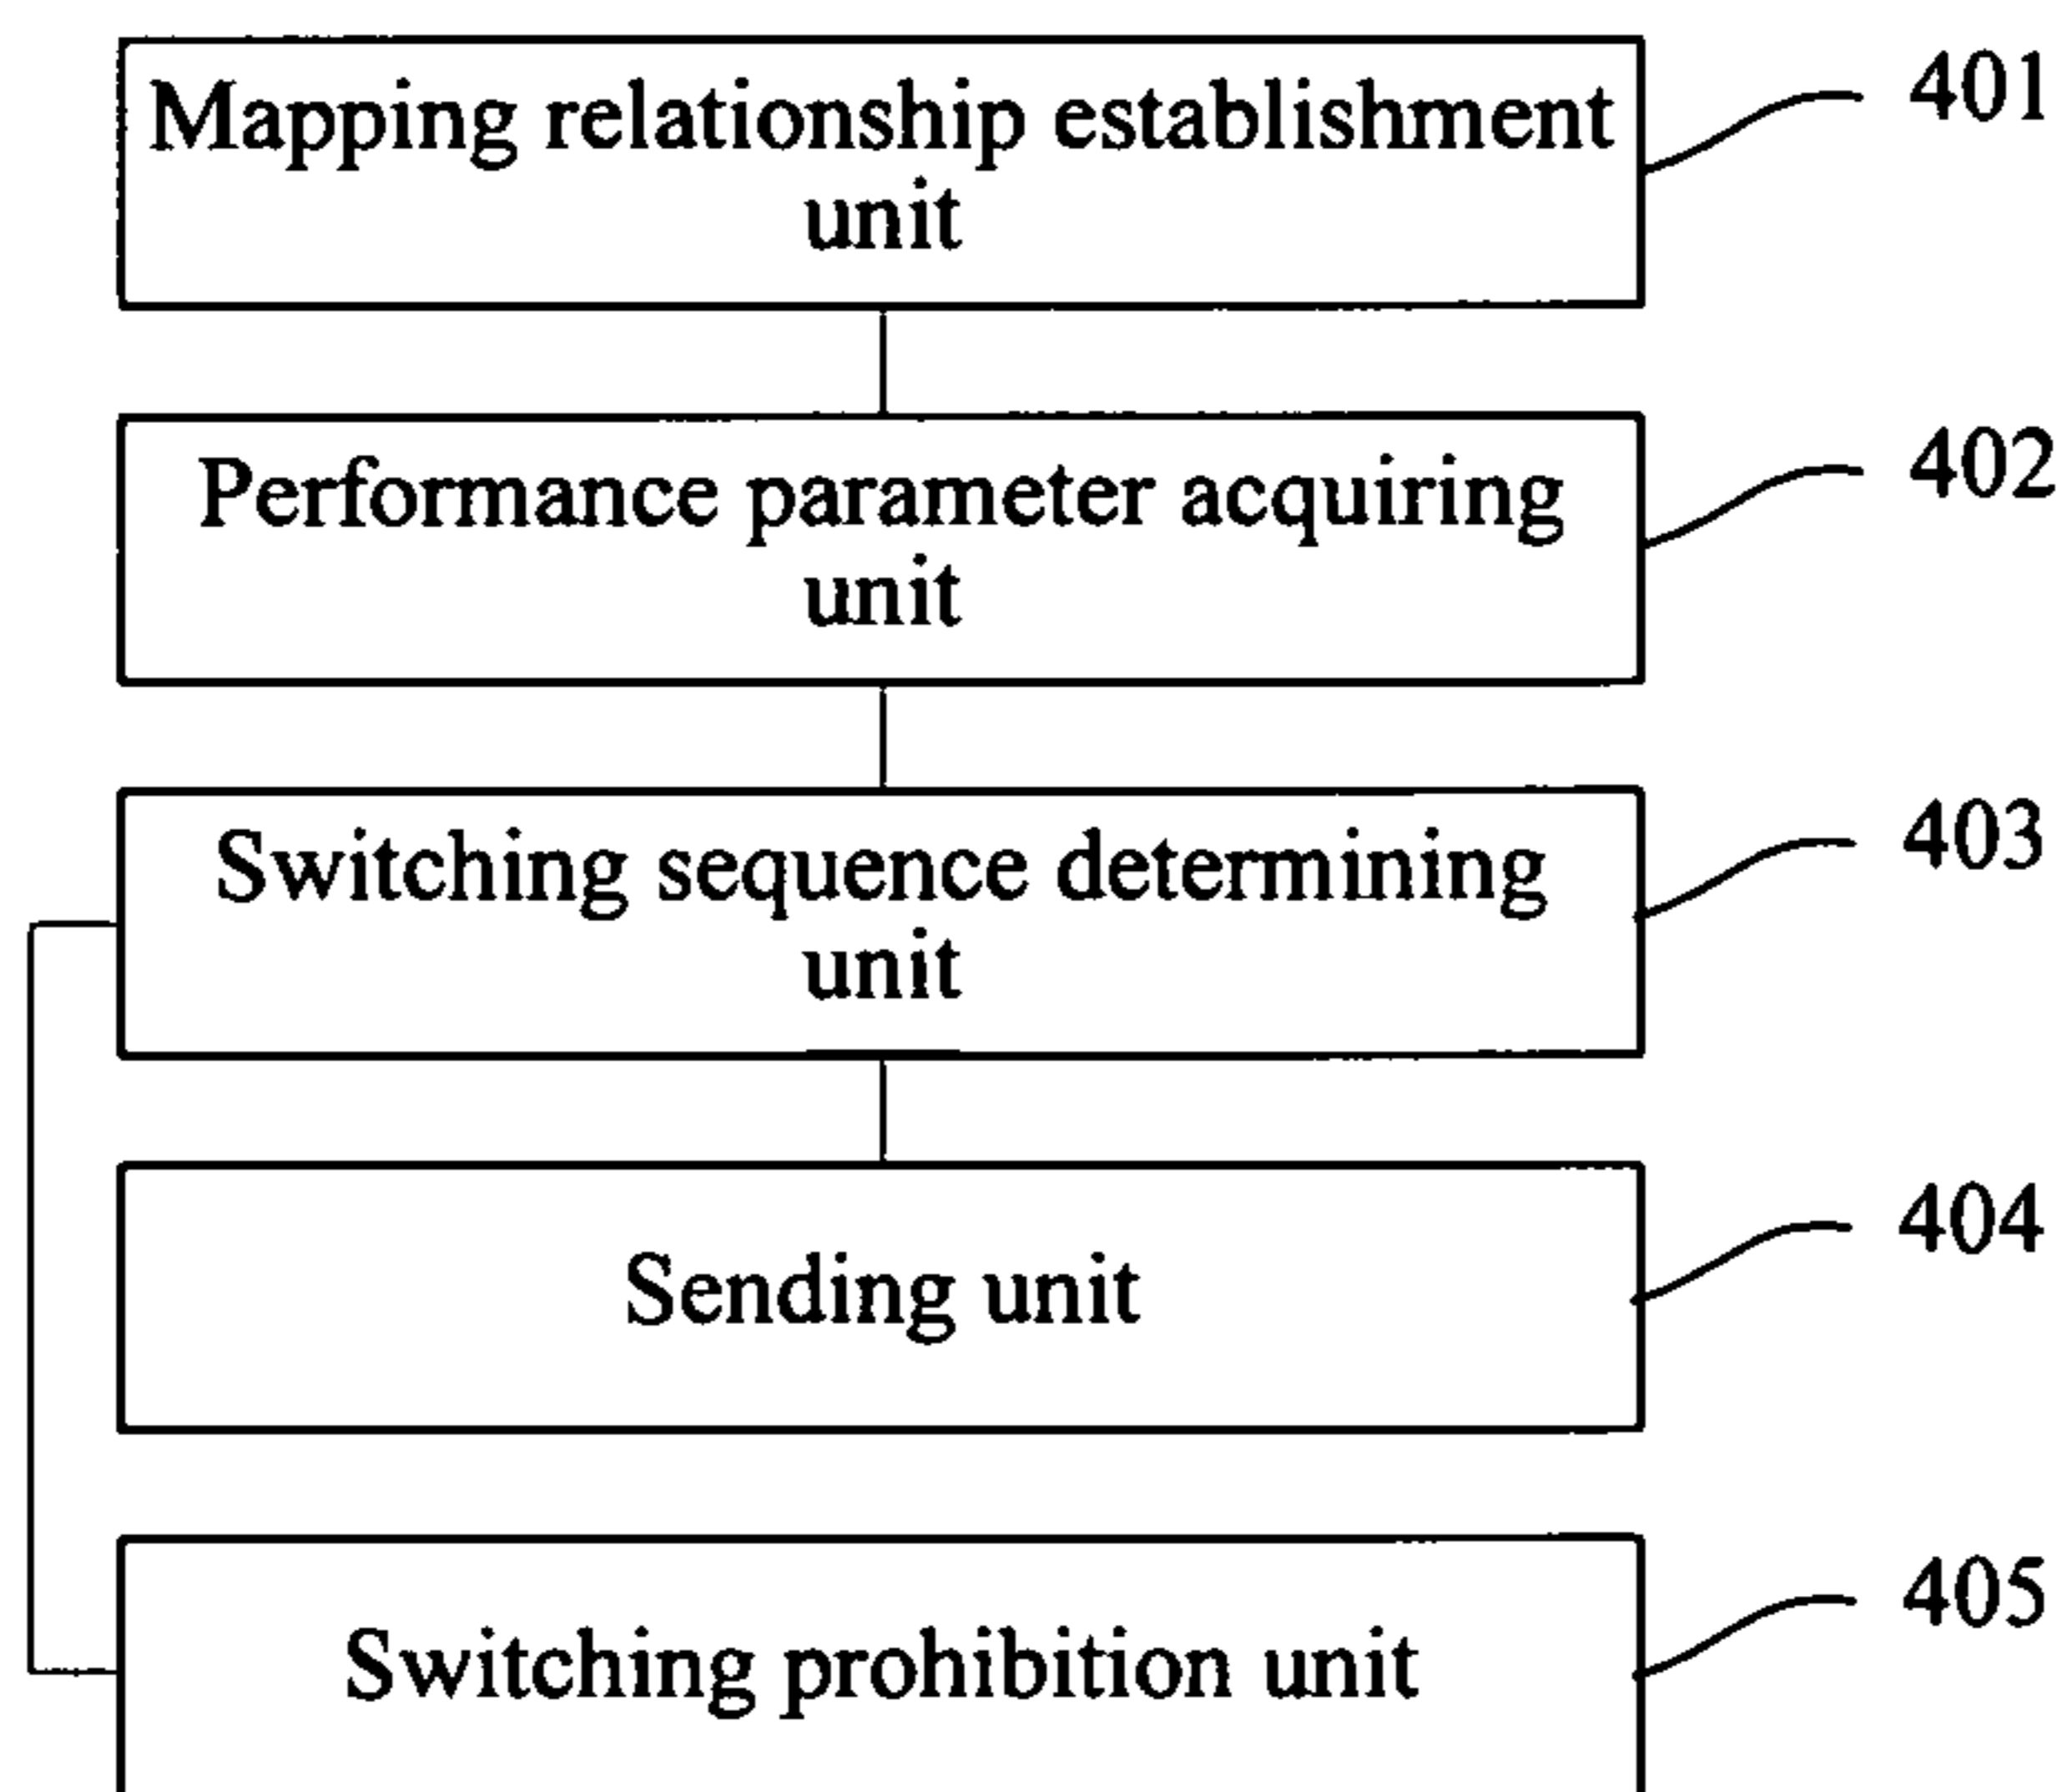 Mapping relationship establishment
unit
401
Performance parameter acquiring
unit
402
Switching sequence determining
unit
403
Sending unit
404
Switching prohibition unit
405